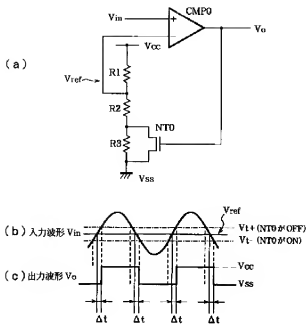 CMP0
Vin
+
−
Vo
(a)
Vcc
Vref
R1
R2
NT0
R3
Vss
Vref
Vt+(NT0がOFF)
(b)入力波形 Vin
Vt−(NT0がON)
(c)出力波形 Vo
Vcc
Vss
Δt Δt Δt Δt